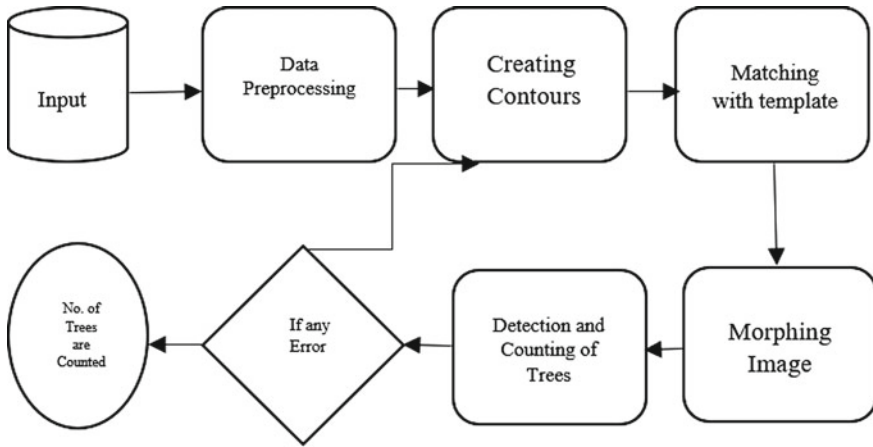 Input
Data
Preprocessing
Creating
Contours
Matching
with template
Morphing
Image
Detection and
Counting of
Trees
If any
Error
No. of
Trees
are
Counted